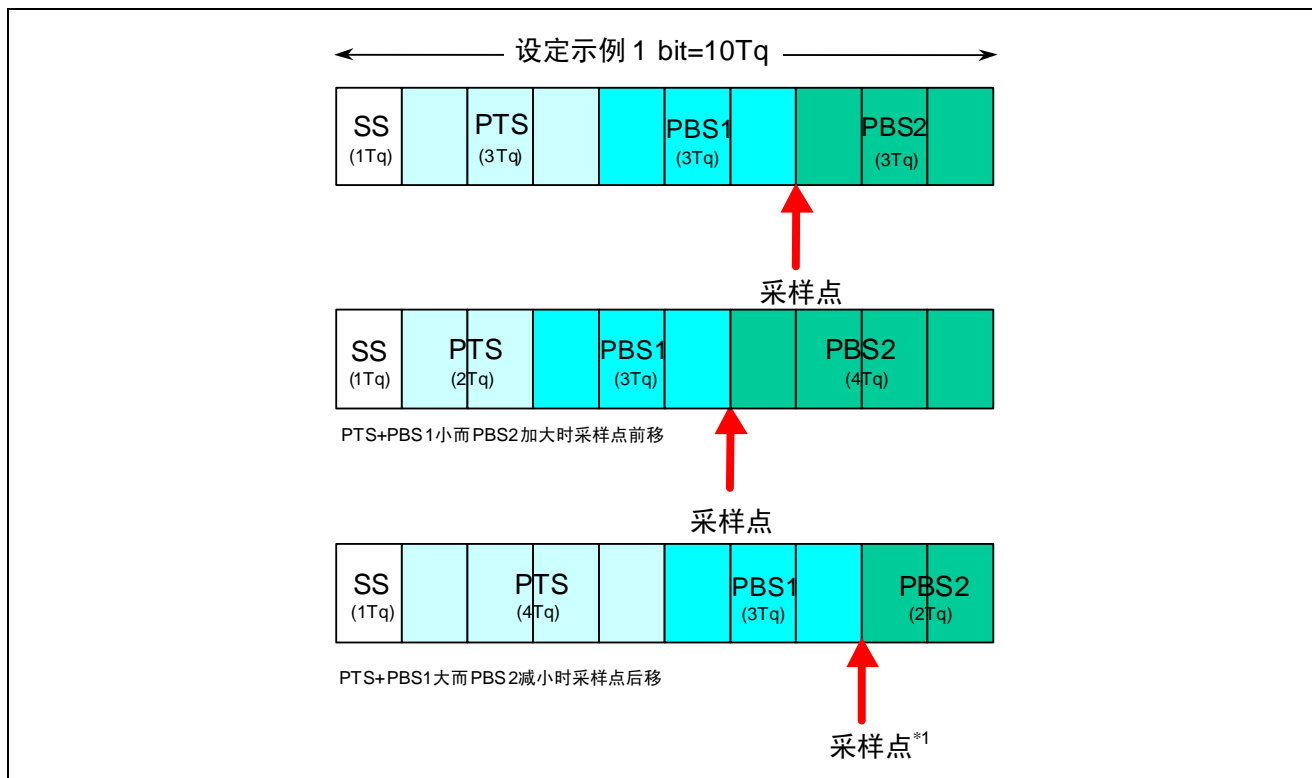 设定示例 1 bit=10Tq
SS PTS PBS1 PBS2
(1Tq) (3Tq) (3Tq) (3Tq)
采样点
SS PTS PBS1 PBS2
(1Tq) (2Tq) (3Tq) (4Tq)
PTS+PBS1小而PBS2加大时采样点前移
采样点
SS PTS PBS1 PBS2
(1Tq) (4Tq) (3Tq) (2Tq)
PTS+PBS1大而PBS2减小时采样点后移
采样点*1